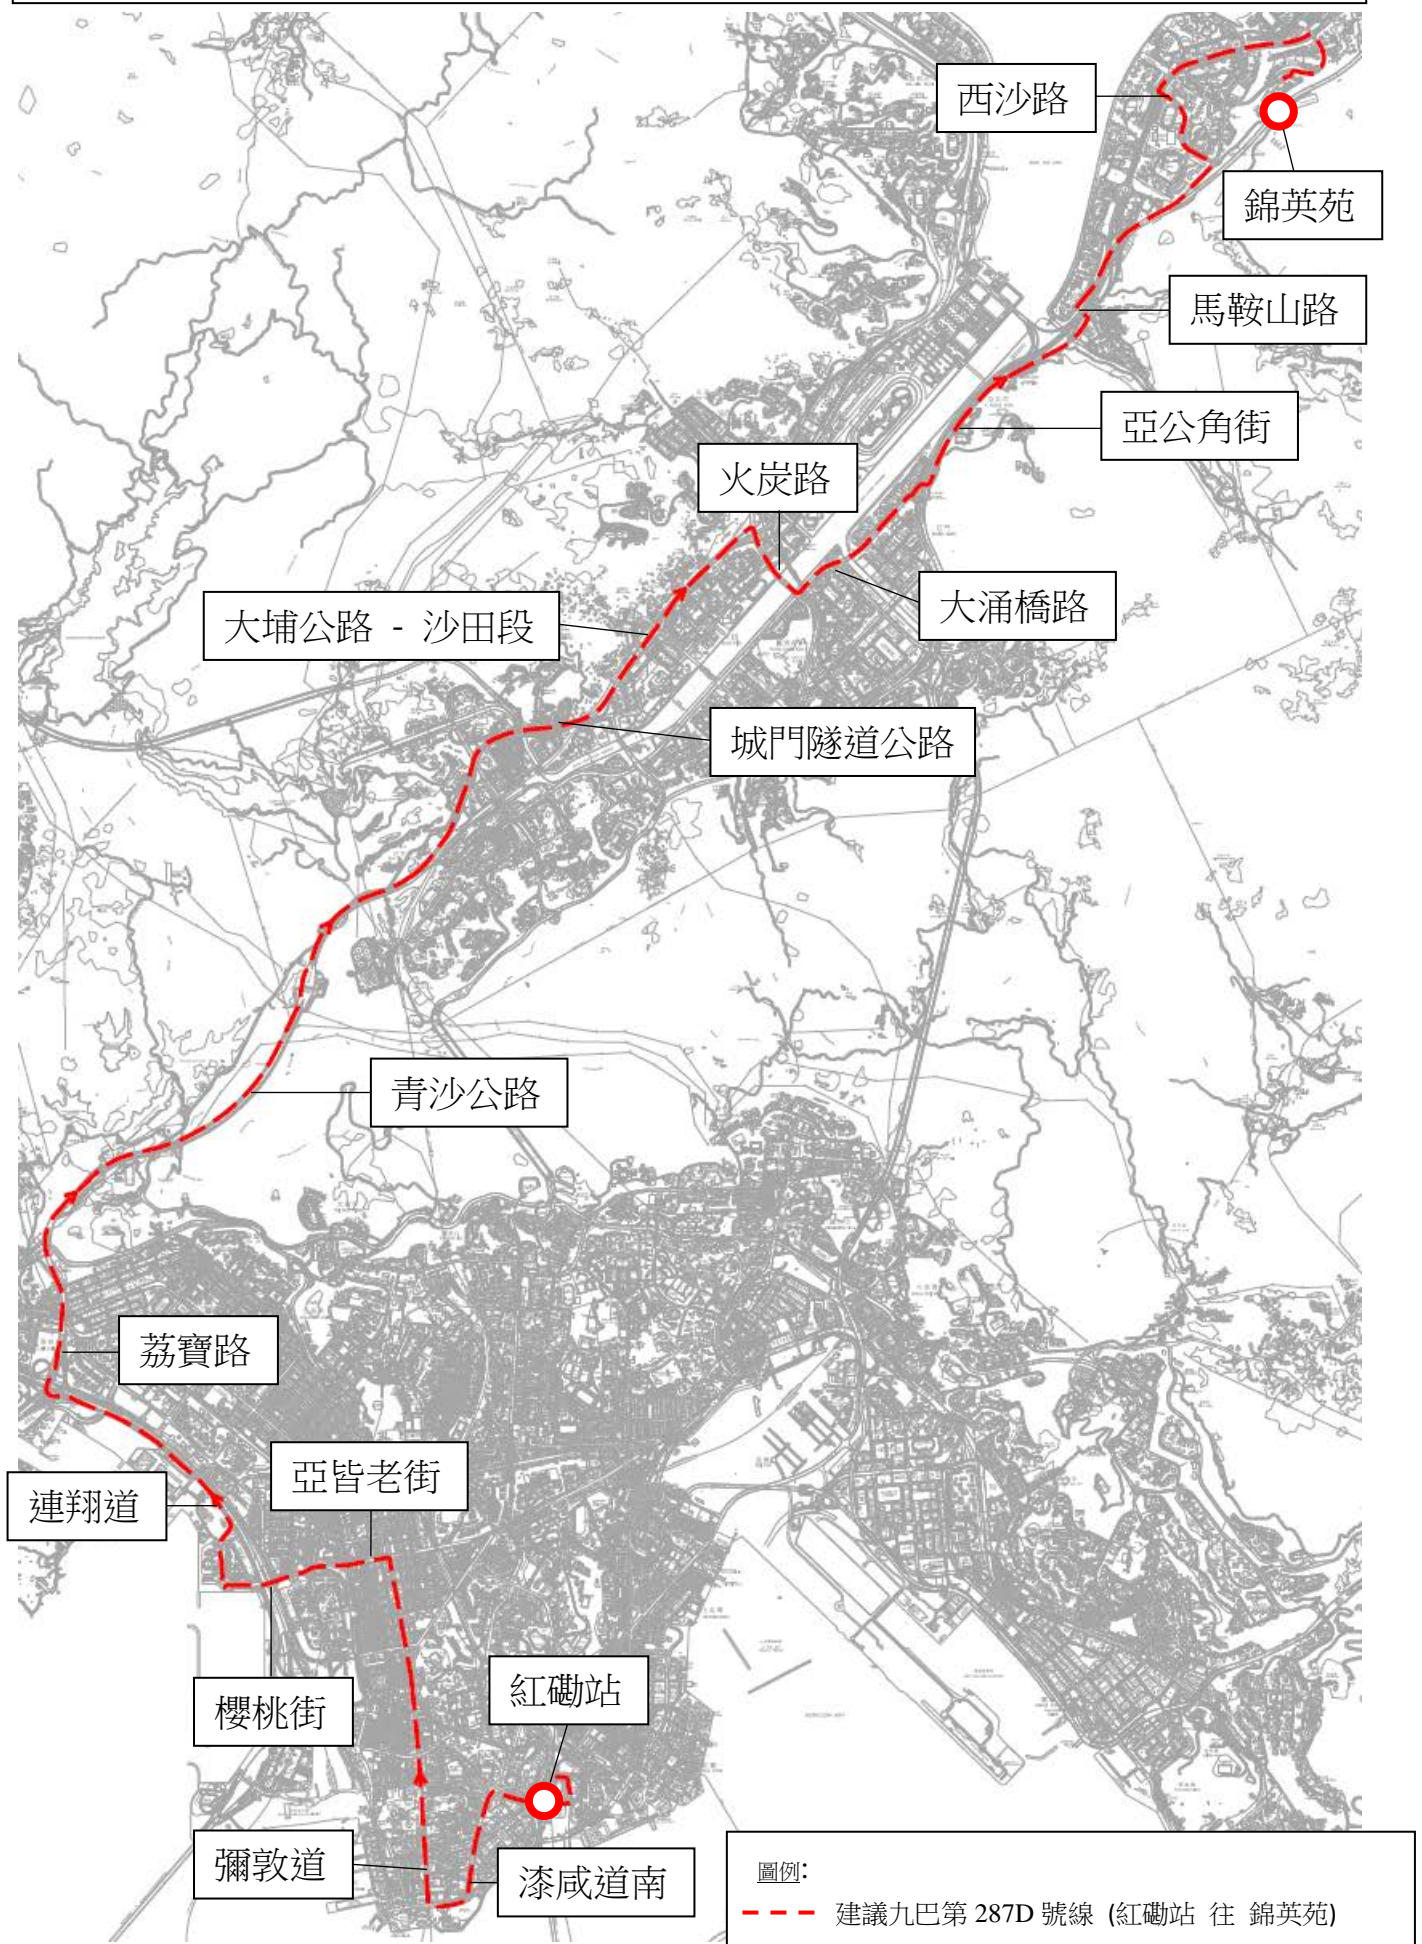 西沙路
錦英苑
馬鞍山路
亞公角街
火炭路
大涌橋路
大埔公路 - 沙田段
城門隧道公路
青沙公路
荔寶路
亞皆老街
連翔道
櫻桃街
紅磡站
彌敦道
漆咸道南
圖例:
建議九巴第 287D 號線 (紅磡站 往 錦英苑)